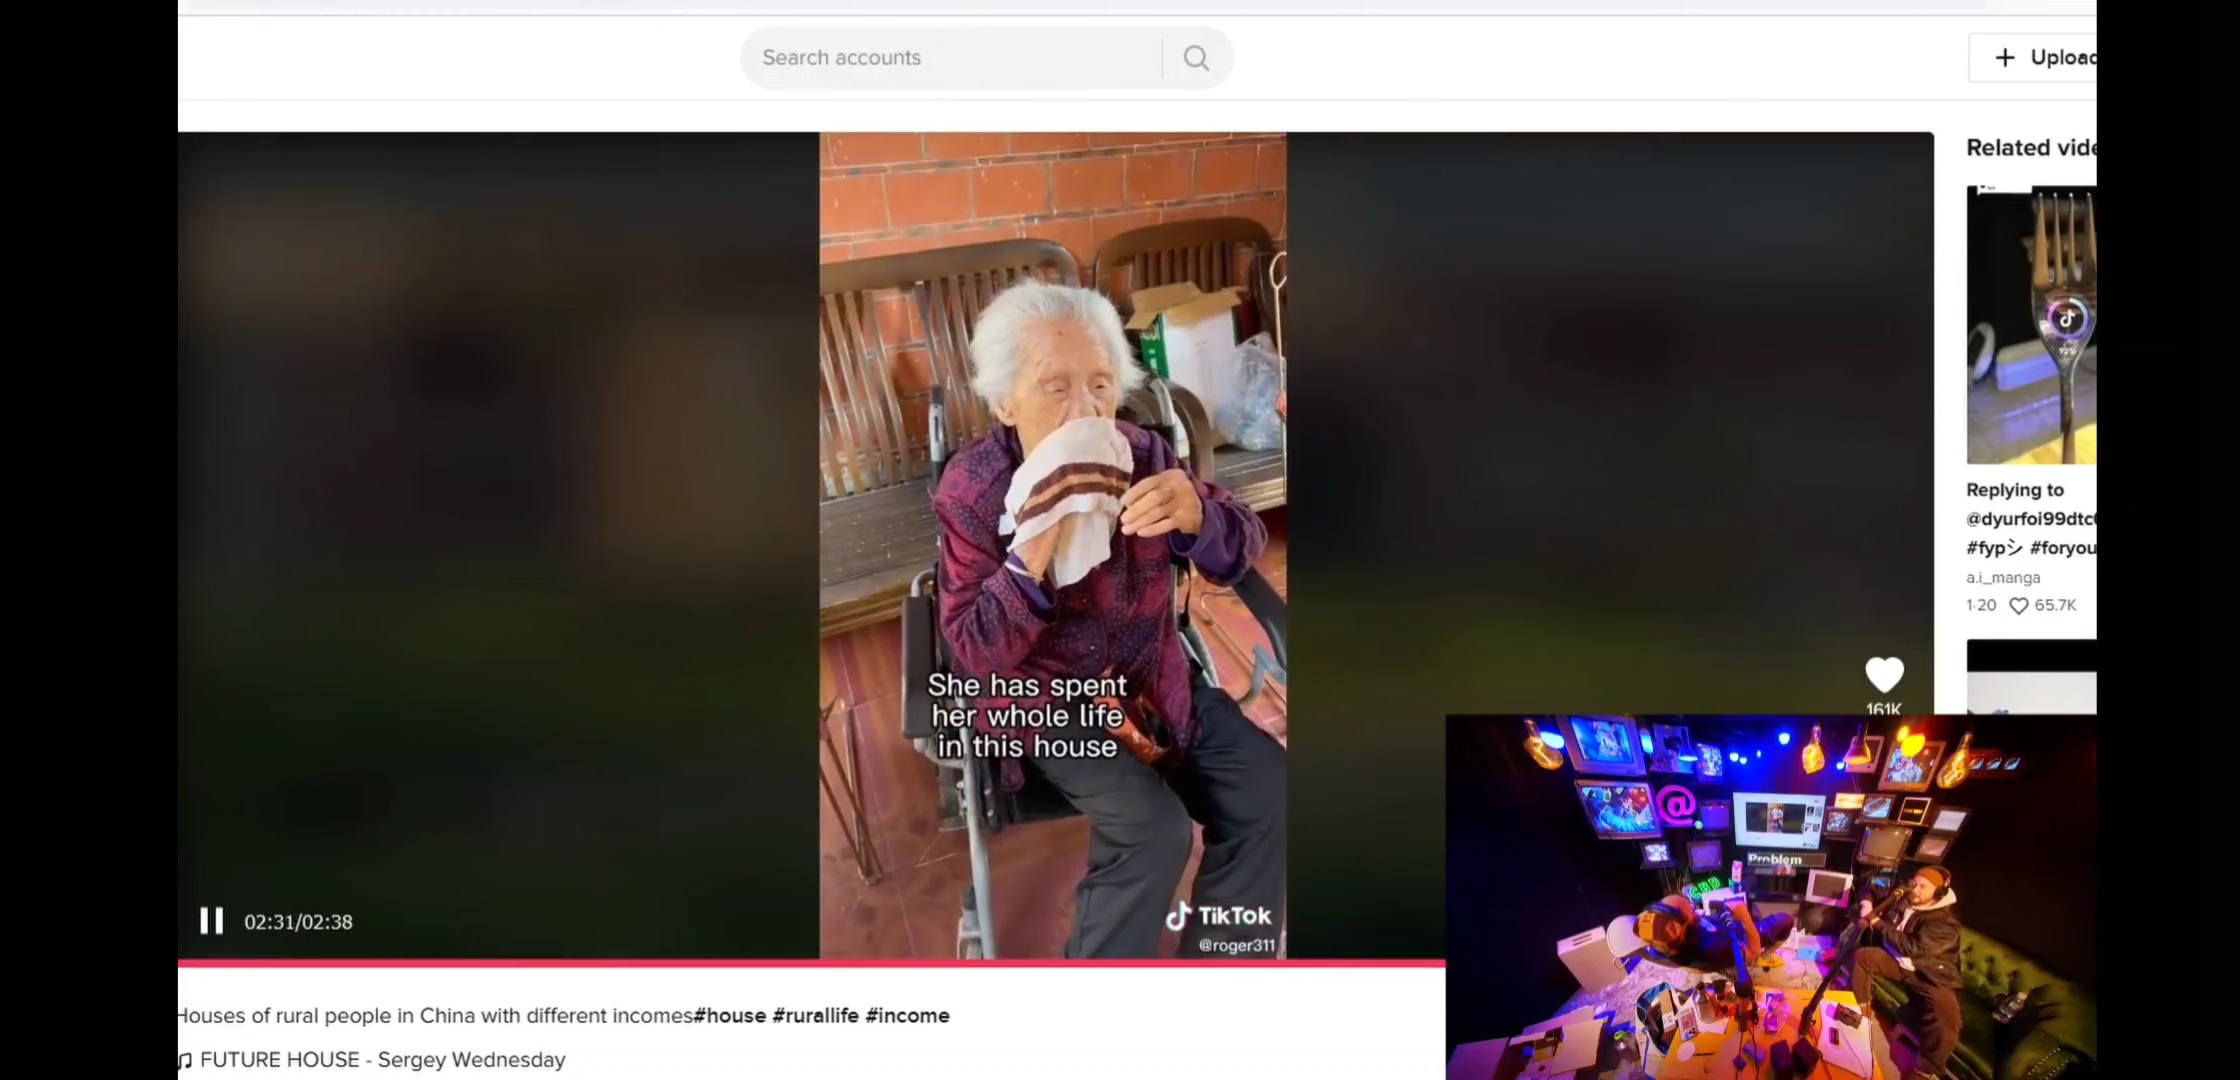 Search accounts
+ Upload
Related vide
92%
Replying to
@dyurfoi99dtc
#fypシ #foryou
a.i_manga
1-20 65.7K
161K
She has spent
her whole life
in this house
TikTok
@roger311
02:31/02:38
@
Problem
CBD
Houses of rural people in China with different incomes#house #rurallife #income
FUTURE HOUSE - Sergey Wednesday